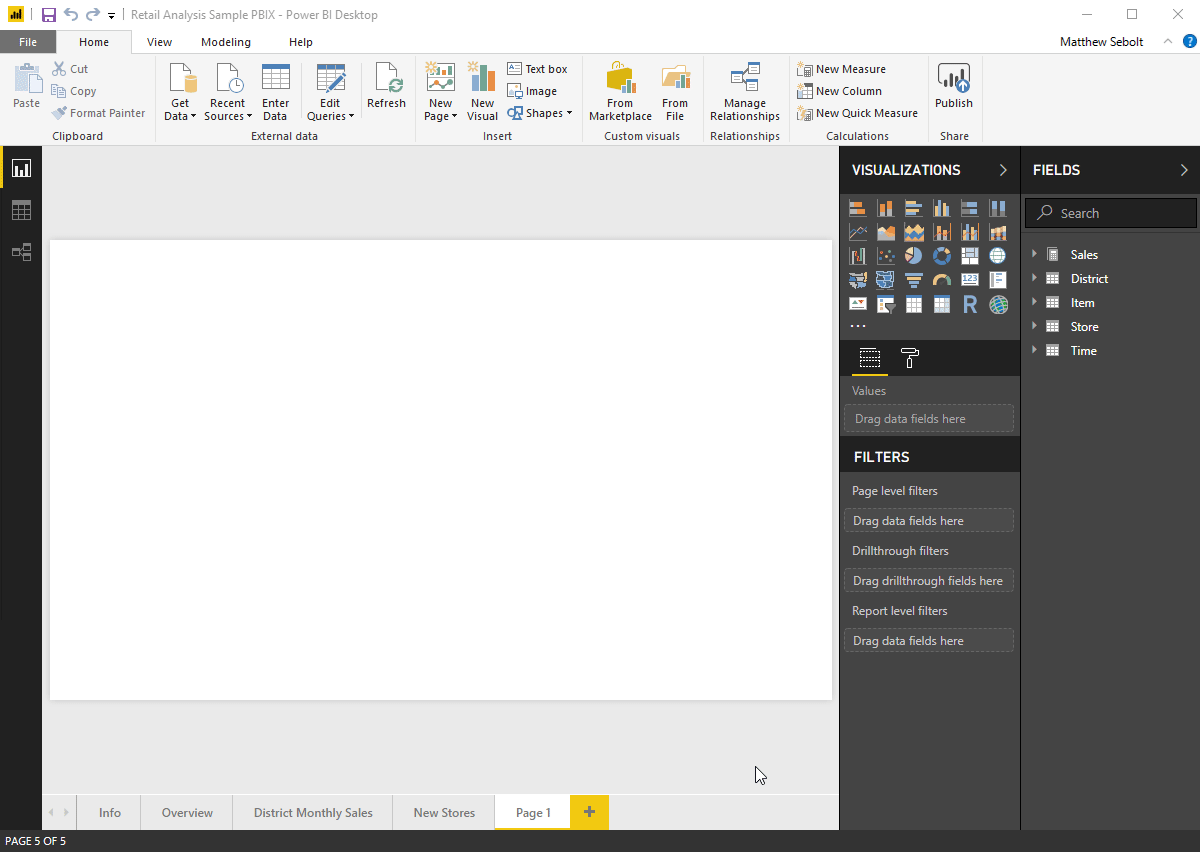 Retail Analysis Sample PBIX - Power BI Desktop
File Home View Modeling Help Matthew Sebolt ?
Paste
Cut
Copy
Format Painter
Clipboard
Get Data
Recent Sources
Enter Data
Edit Queries
Refresh
External data
New Page
New Visual
Text box
Image
Shapes
Insert
From Marketplace
From File
Custom visuals
Manage Relationships
Relationships
New Measure
New Column
New Quick Measure
Calculations
Publish
Share
VISUALIZATIONS
123
R
...
Values
Drag data fields here
FILTERS
Page level filters
Drag data fields here
Drillthrough filters
Drag drillthrough fields here
Report level filters
Drag data fields here
FIELDS
Search
Sales
District
Item
Store
Time
Info Overview District Monthly Sales New Stores Page 1 +
PAGE 5 OF 5